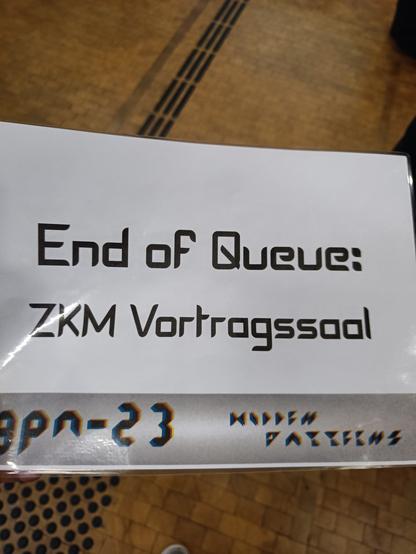 End of Queue:
ZKM Vortragssaal
gpn-23
HIDDEN
PATTERNS